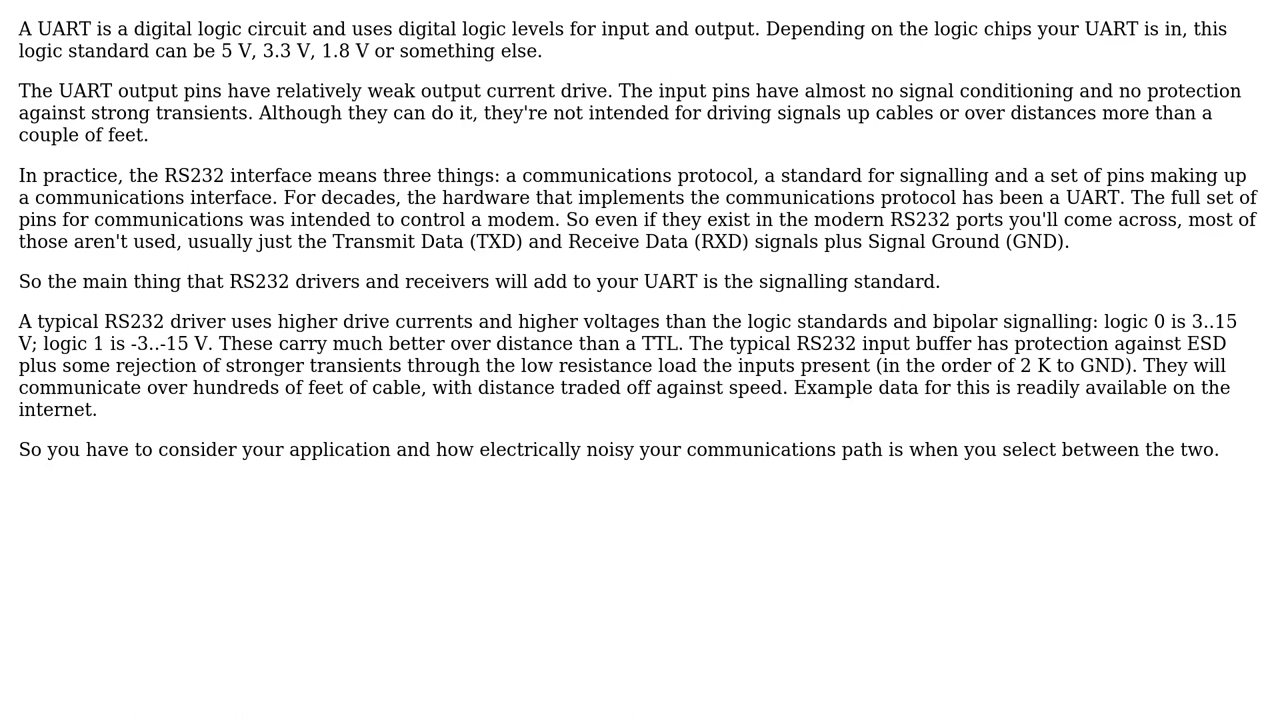 A UART is a digital logic circuit and uses digital logic levels for input and output. Depending on the logic chips your UART is in, this
logic standard can be 5 V, 3.3 V, 1.8 V or something else.
The UART output pins have relatively weak output current drive. The input pins have almost no signal conditioning and no protection
against strong transients. Although they can do it, they're not intended for driving signals up cables or over distances more than a
couple of feet.
In practice, the RS232 interface means three things: a communications protocol, a standard for signalling and a set of pins making up
a communications interface. For decades, the hardware that implements the communications protocol has been a UART. The full set of
pins for communications was intended to control a modem. So even if they exist in the modern RS232 ports you'll come across, most of
those aren't used, usually just the Transmit Data (TXD) and Receive Data (RXD) signals plus Signal Ground (GND).
So the main thing that RS232 drivers and receivers will add to your UART is the signalling standard.
A typical RS232 driver uses higher drive currents and higher voltages than the logic standards and bipolar signalling: logic 0 is 3..15
V; logic 1 is -3..-15 V. These carry much better over distance than a TTL. The typical RS232 input buffer has protection against ESD
plus some rejection of stronger transients through the low resistance load the inputs present (in the order of 2 K to GND). They will
communicate over hundreds of feet of cable, with distance traded off against speed. Example data for this is readily available on the
internet.
So you have to consider your application and how electrically noisy your communications path is when you select between the two.